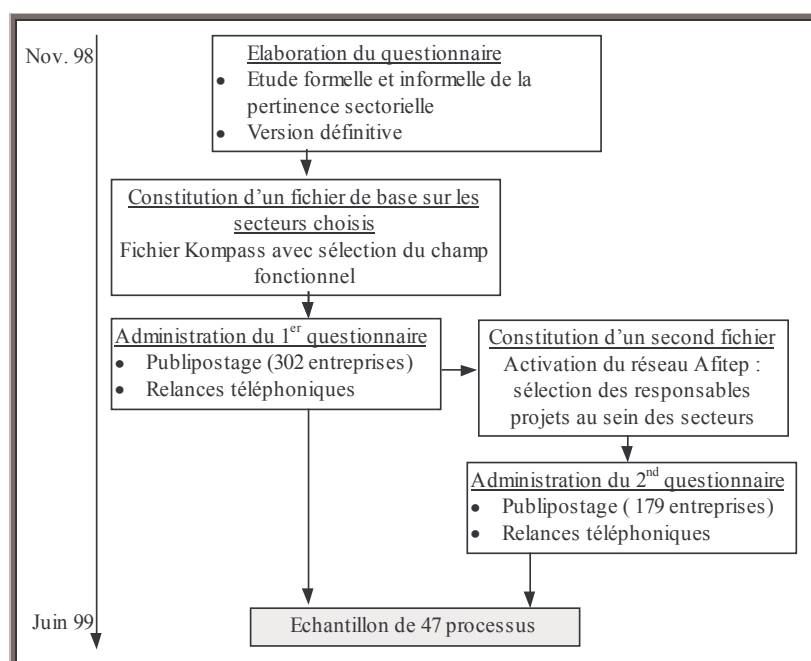 Nov. 98
Elaboration du questionnaire
• Etude formelle et informelle de la
pertinence sectorielle
• Version définitive
Constitution d'un fichier de base sur les
secteurs choisis
Fichier Kompass avec sélection du champ
fonctionnel
Administration du 1er questionnaire
• Publipostage (302 entreprises)
• Relances téléphoniques
Constitution d'un second fichier
Activation du réseau Afitep :
sélection des responsables
projets au sein des secteurs
Administration du 2nd questionnaire
• Publipostage ( 179 entreprises)
• Relances téléphoniques
Juin 99
Echantillon de 47 processus